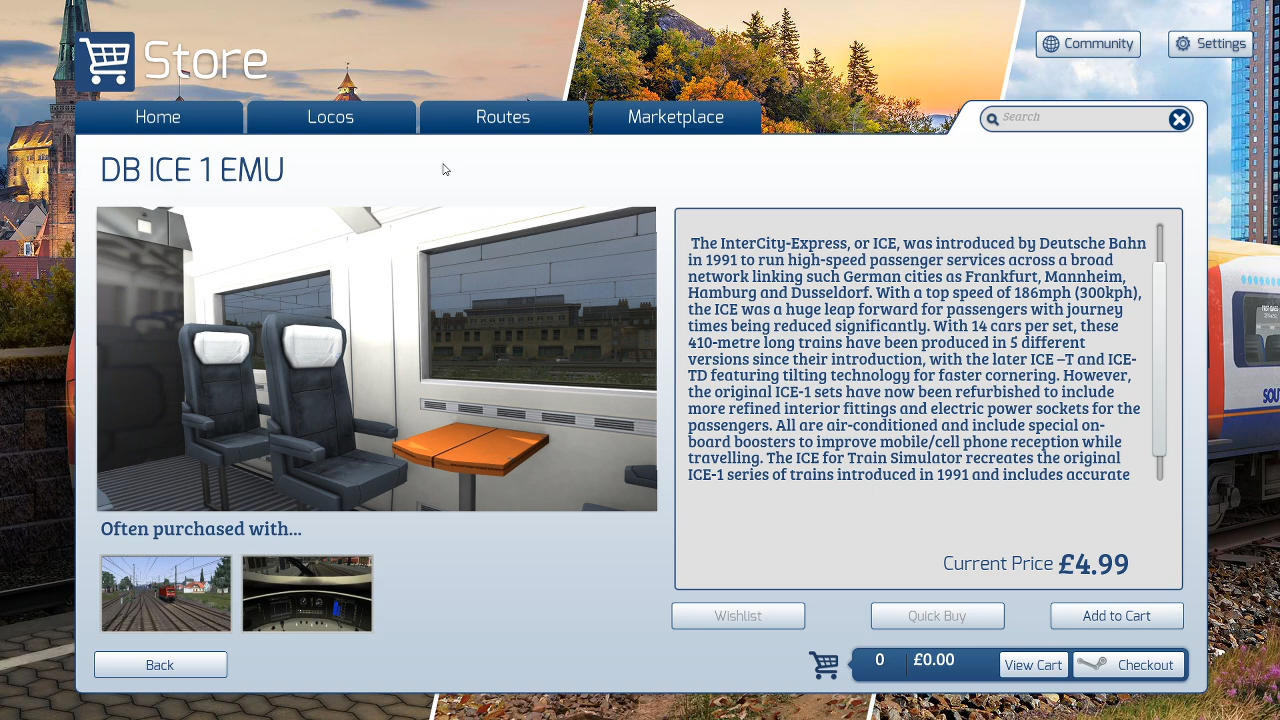 Store
Community
Settings
Home
Locos
Routes
Marketplace
Search
DB ICE 1 EMU
The InterCity-Express, or ICE, was introduced by Deutsche Bahn
in 1991 to run high-speed passenger services across a broad
network linking such German cities as Frankfurt, Mannheim,
Hamburg and Dusseldorf. With a top speed of 186mph (300kph),
the ICE was a huge leap forward for passengers with journey
times being reduced significantly. With 14 cars per set, these
410-metre long trains have been produced in 5 different
versions since their introduction, with the later ICE –T and ICE-
TD featuring tilting technology for faster cornering. However,
the original ICE-1 sets have now been refurbished to include
more refined interior fittings and electric power sockets for the
passengers. All are air-conditioned and include special on-
board boosters to improve mobile/cell phone reception while
travelling. The ICE for Train Simulator recreates the original
ICE-1 series of trains introduced in 1991 and includes accurate
Current Price £4.99
Often purchased with...
Wishlist
Quick Buy
Add to Cart
Back
0
£0.00
View Cart
Checkout
SOU